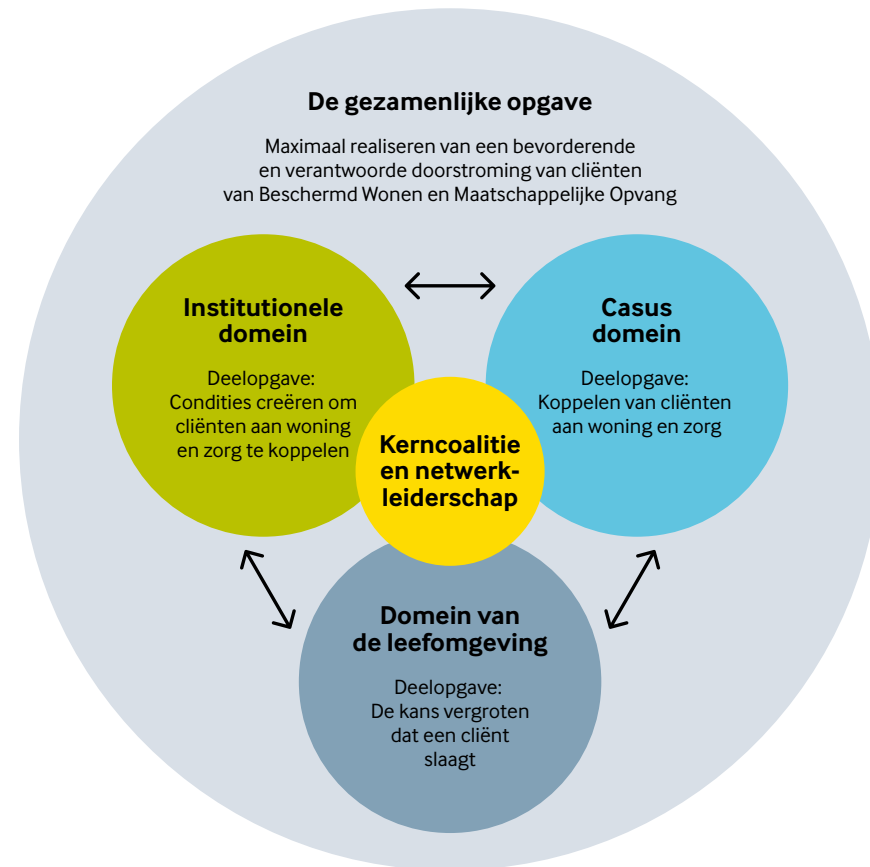 De gezamenlijke opgave
Maximaal realiseren van een bevorderende
en verantwoorde doorstroming van cliënten
van Beschermd Wonen en Maatschappelijke Opvang
Institutionele
domein
Deelopgave:
Condities creëren om
cliënten aan woning
en zorg te koppelen
Casus
domein
Deelopgave:
Koppelen van cliënten
aan woning en zorg
Kerncoalitie
en netwerk-
leiderschap
Domein van
de leefomgeving
Deelopgave:
De kans vergroten
dat een cliënt
slaagt